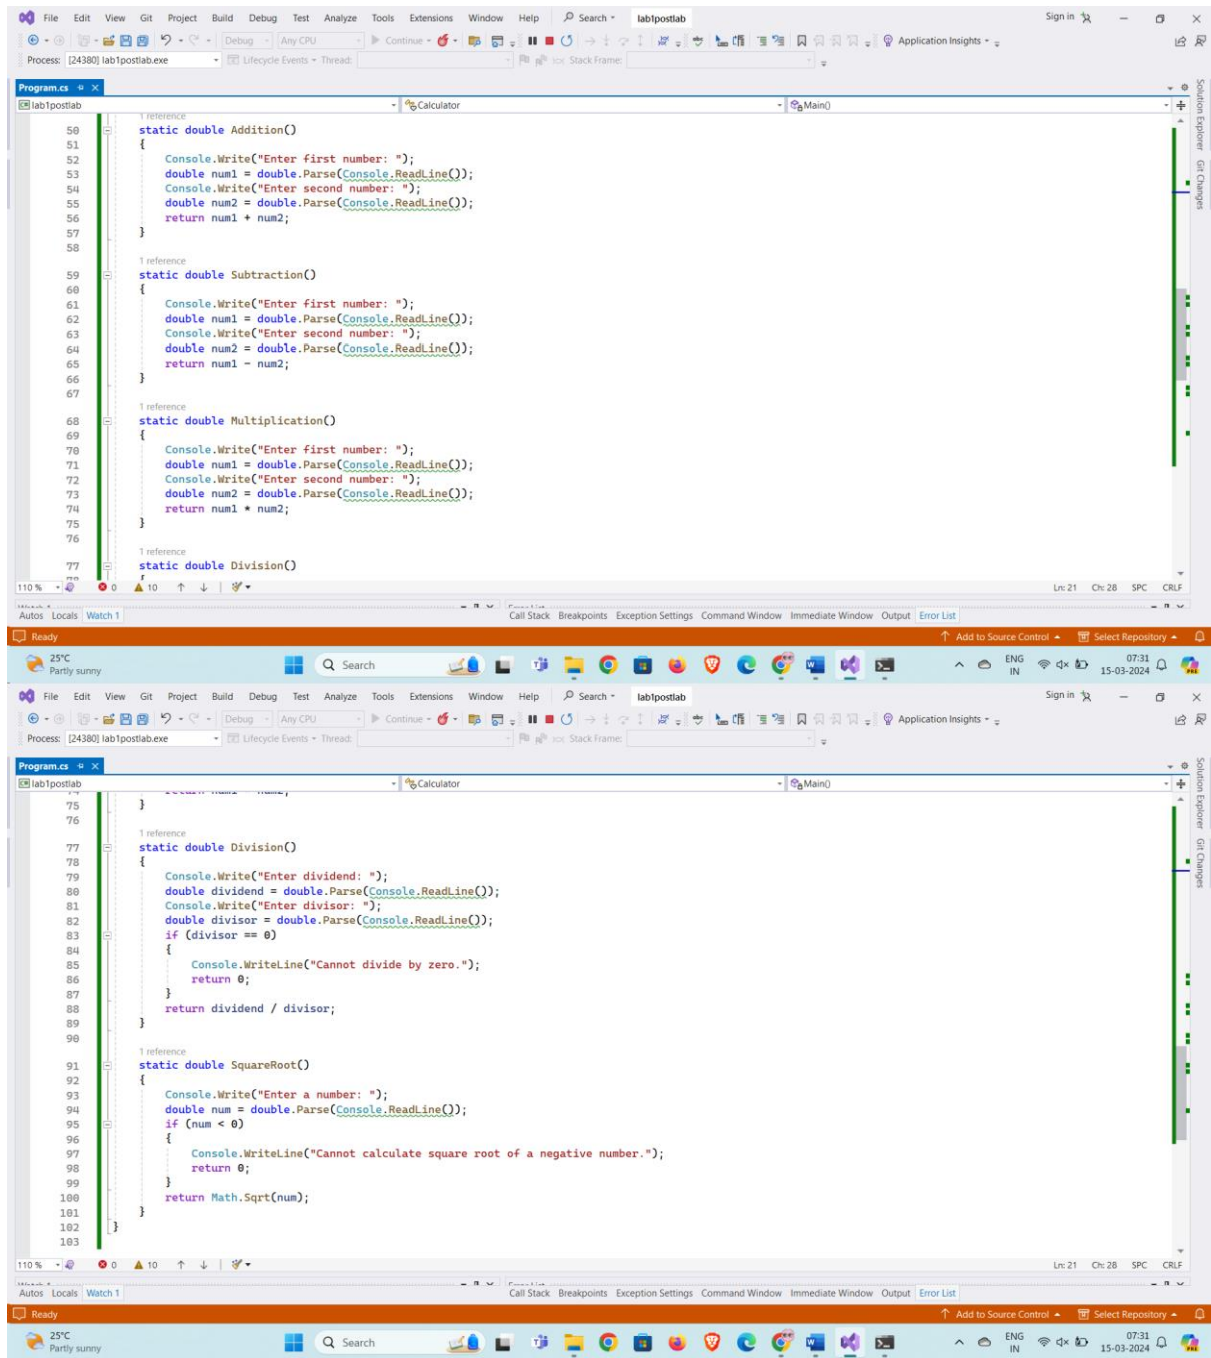 File Edit View Git Project Build Debug Test Analyze Tools Extensions Window Help Search lab1postlab Sign in
Debug Any CPU Continue Application Insights
Process: [24380] lab1postlab.exe Lifecycle Events Thread: Stack Frame:
Program.cs
lab1postlab Calculator Main()
1 reference
50 static double Addition()
51 {
52 Console.Write("Enter first number: ");
53 double num1 = double.Parse(Console.ReadLine());
54 Console.Write("Enter second number: ");
55 double num2 = double.Parse(Console.ReadLine());
56 return num1 + num2;
57 }
58
1 reference
59 static double Subtraction()
60 {
61 Console.Write("Enter first number: ");
62 double num1 = double.Parse(Console.ReadLine());
63 Console.Write("Enter second number: ");
64 double num2 = double.Parse(Console.ReadLine());
65 return num1 - num2;
66 }
67
1 reference
68 static double Multiplication()
69 {
70 Console.Write("Enter first number: ");
71 double num1 = double.Parse(Console.ReadLine());
72 Console.Write("Enter second number: ");
73 double num2 = double.Parse(Console.ReadLine());
74 return num1 * num2;
75 }
76
1 reference
77 static double Division()
110 % 0 10 Ln: 21 Ch: 28 SPC CRLF
Autos Locals Watch 1 Call Stack Breakpoints Exception Settings Command Window Immediate Window Output Error List
Ready Add to Source Control Select Repository
25°C Search ENG 07:31
Partly sunny IN 15-03-2024
Solution Explorer
Git Changes
File Edit View Git Project Build Debug Test Analyze Tools Extensions Window Help Search lab1postlab Sign in
Debug Any CPU Continue Application Insights
Process: [24380] lab1postlab.exe Lifecycle Events Thread: Stack Frame:
Program.cs
lab1postlab Calculator Main()
75 }
76
1 reference
77 static double Division()
78 {
79 Console.Write("Enter dividend: ");
80 double dividend = double.Parse(Console.ReadLine());
81 Console.Write("Enter divisor: ");
82 double divisor = double.Parse(Console.ReadLine());
83 if (divisor == 0)
84 {
85 Console.WriteLine("Cannot divide by zero.");
86 return 0;
87 }
88 return dividend / divisor;
89 }
90
1 reference
91 static double SquareRoot()
92 {
93 Console.Write("Enter a number: ");
94 double num = double.Parse(Console.ReadLine());
95 if (num < 0)
96 {
97 Console.WriteLine("Cannot calculate square root of a negative number.");
98 return 0;
99 }
100 return Math.Sqrt(num);
101 }
102 }
103
110 % 0 10 Ln: 21 Ch: 28 SPC CRLF
Autos Locals Watch 1 Call Stack Breakpoints Exception Settings Command Window Immediate Window Output Error List
Ready Add to Source Control Select Repository
25°C Search ENG 07:31
Partly sunny IN 15-03-2024
Solution Explorer
Git Changes